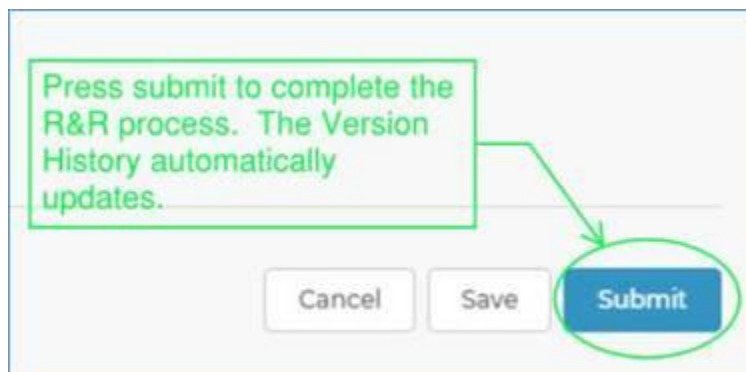 Press submit to complete the
R&R process.  The Version
History automatically
updates.
Cancel Save Submit